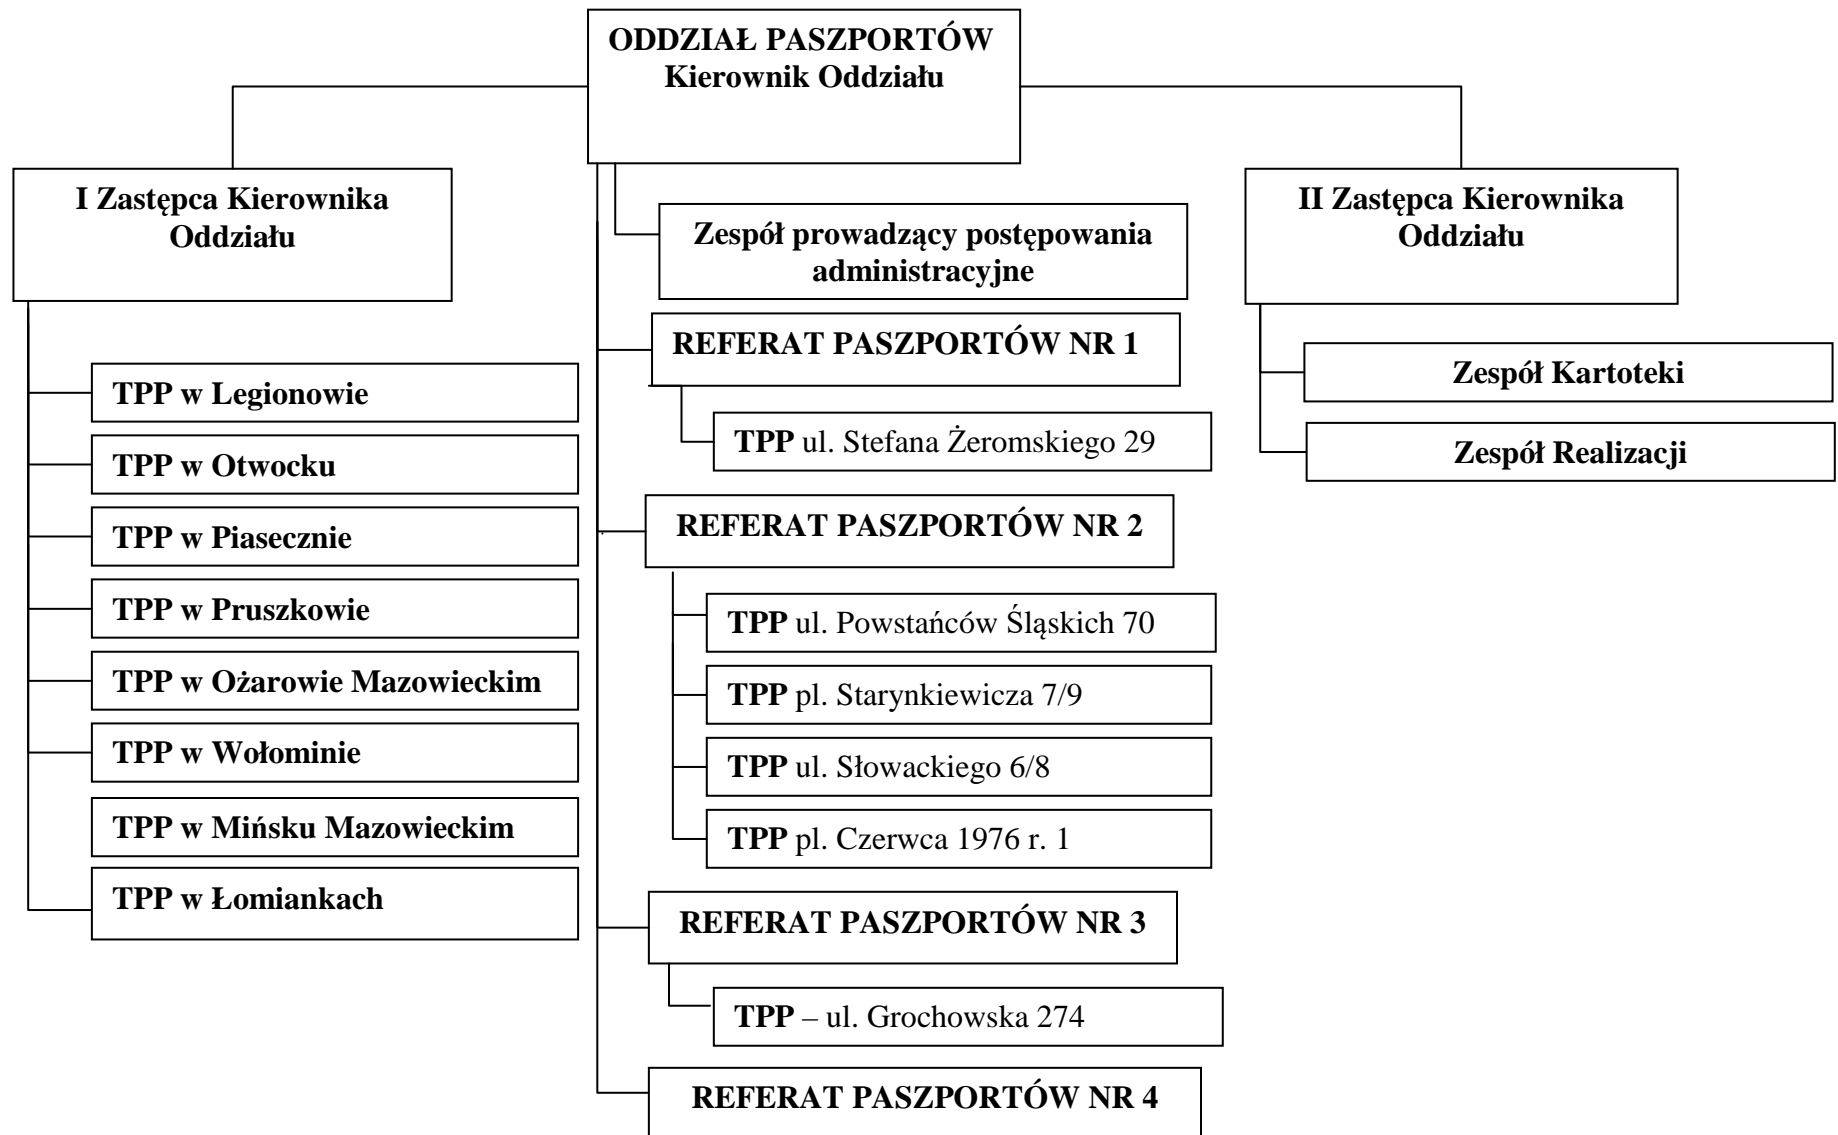 ODDZIAŁ PASZPORTÓW
Kierownik Oddziału
I Zastępca Kierownika
Oddziału
TPP w Legionowie
TPP w Otwocku
TPP w Piasecznie
TPP w Pruszkowie
TPP w Ożarowie Mazowieckim
TPP w Wołominie
TPP w Mińsku Mazowieckim
TPP w Łomiankach
Zespół prowadzący postępowania
administracyjne
REFERAT PASZPORTÓW NR 1
TPP ul. Stefana Żeromskiego 29
REFERAT PASZPORTÓW NR 2
TPP ul. Powstańców Śląskich 70
TPP pl. Starynkiewicza 7/9
TPP ul. Słowackiego 6/8
TPP pl. Czerwca 1976 r. 1
REFERAT PASZPORTÓW NR 3
TPP – ul. Grochowska 274
REFERAT PASZPORTÓW NR 4
II Zastępca Kierownika
Oddziału
Zespół Kartoteki
Zespół Realizacji